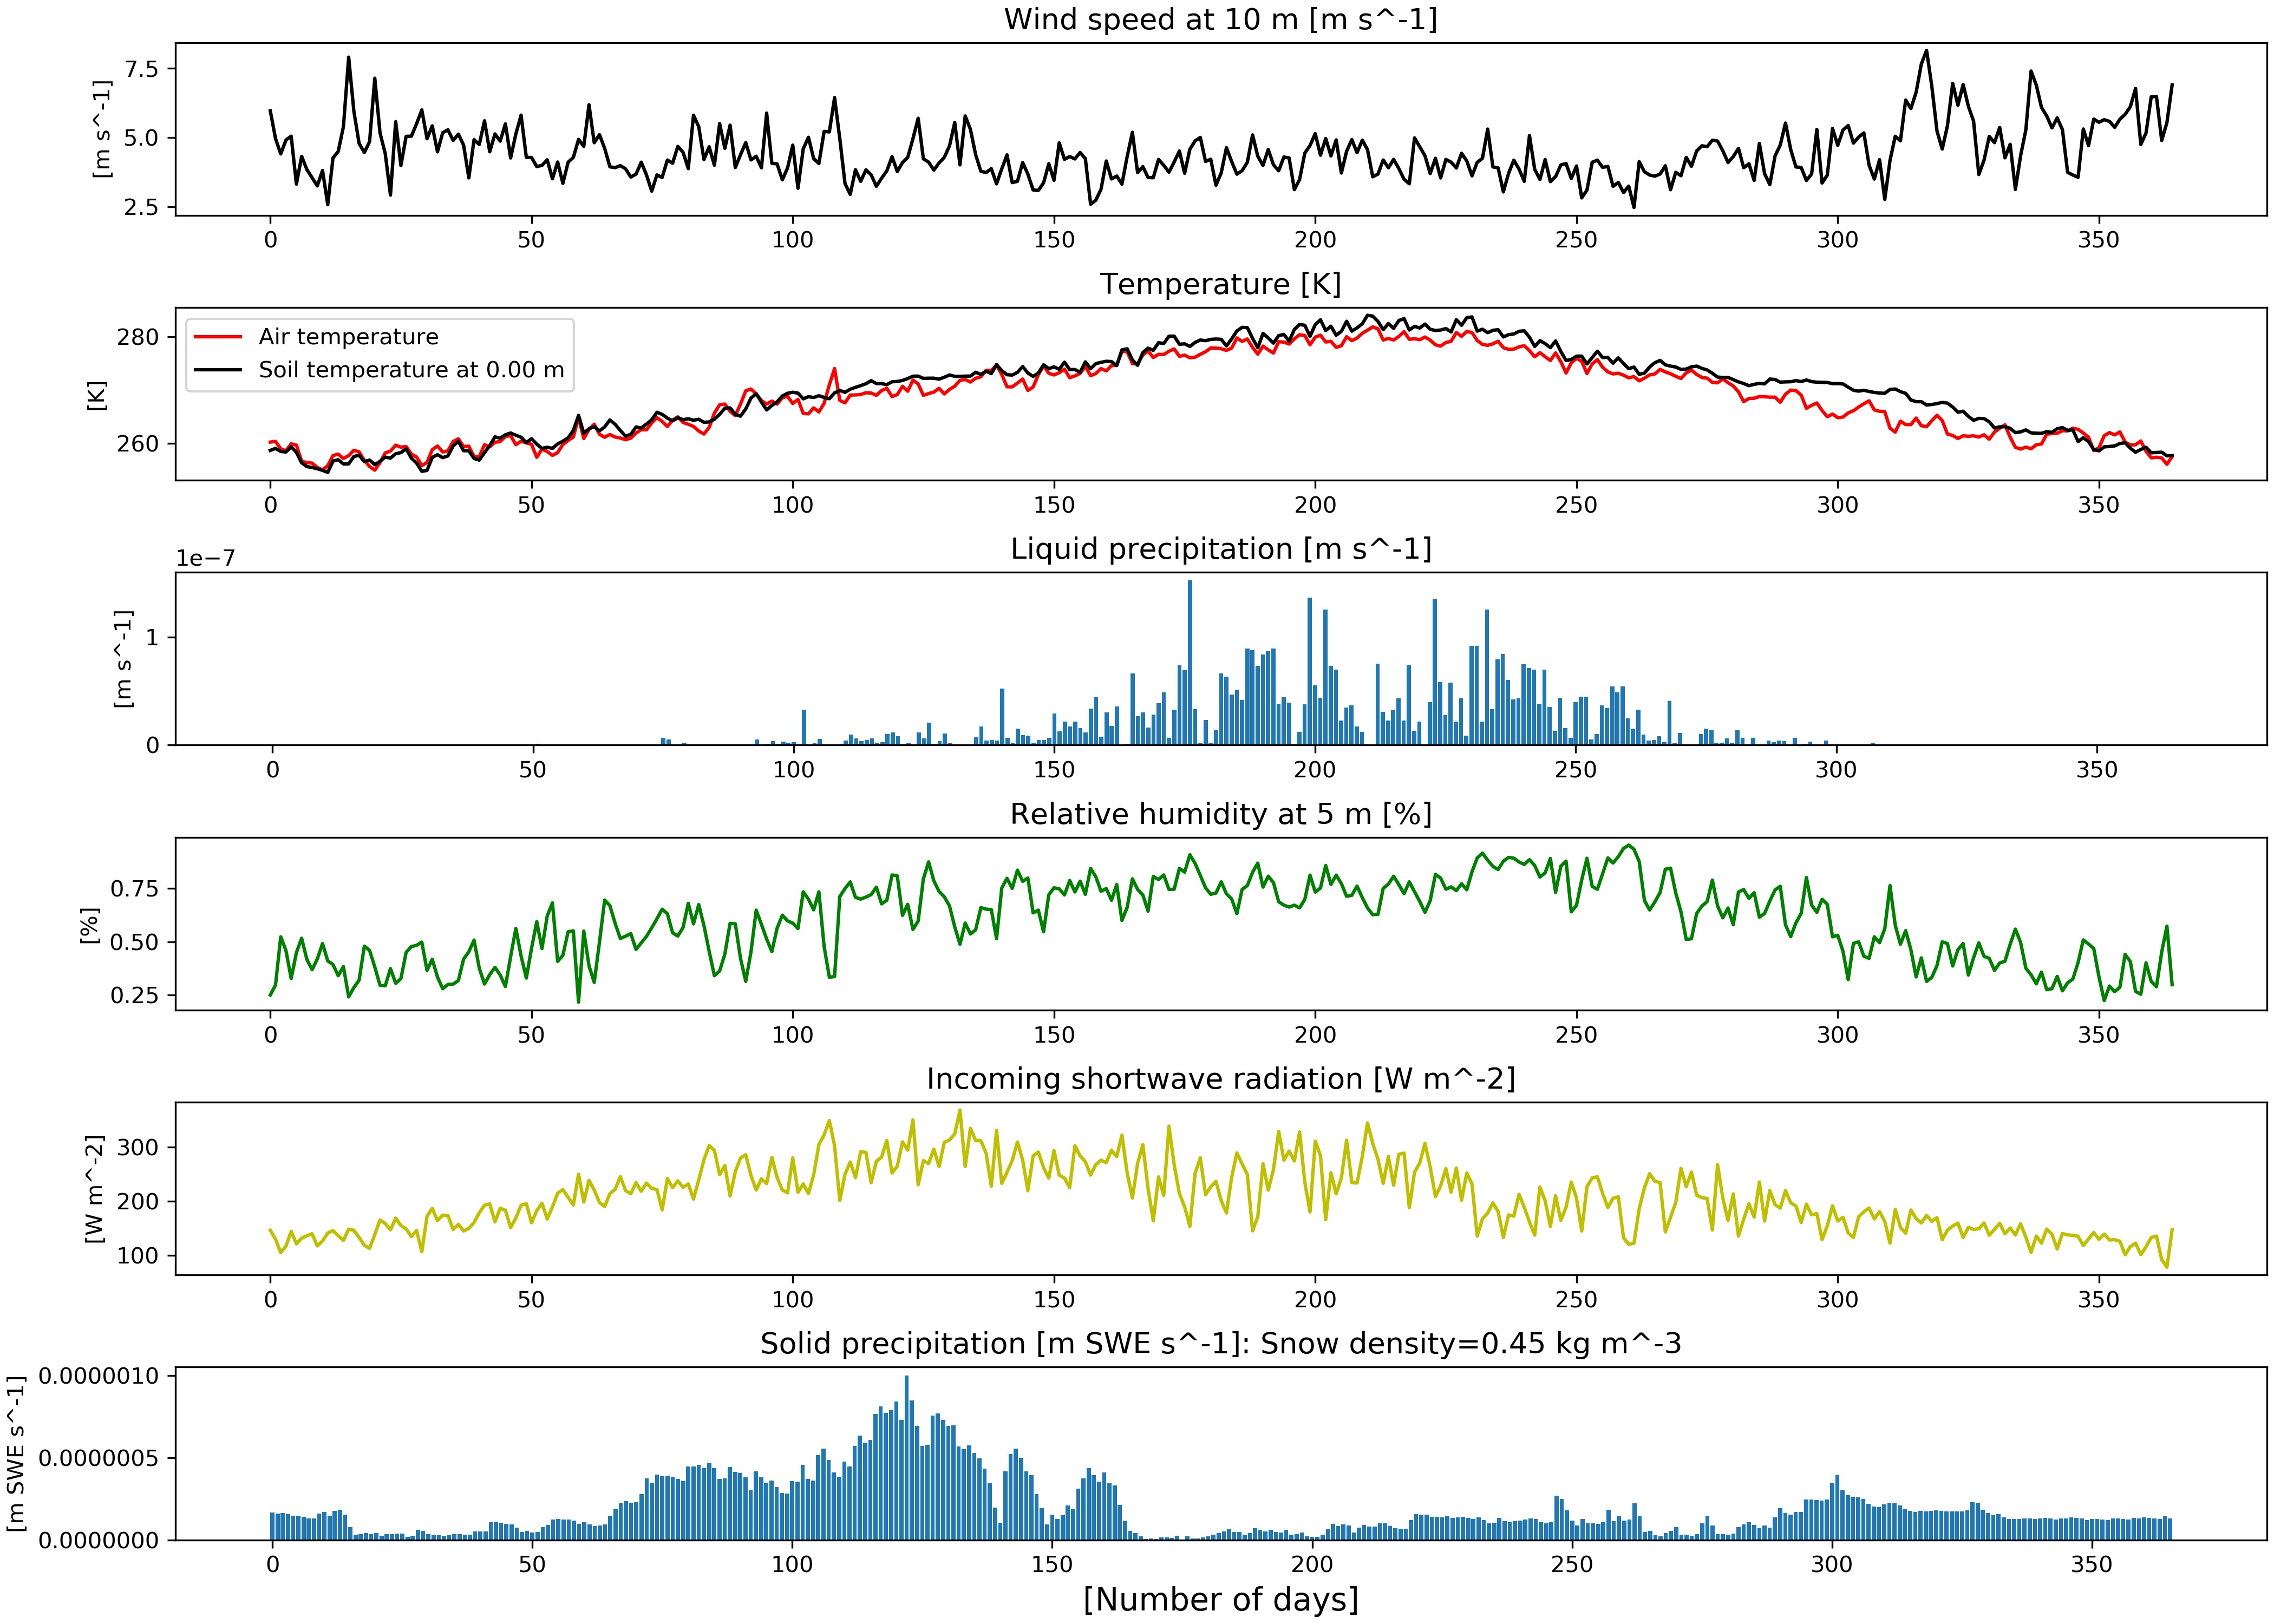 Wind speed at 10 m [m s^-1]
[m s^-1]
7.5
5.0
2.5
0 50 100 150 200 250 300 350
Temperature [K]
[K]
280
260
Air temperature
Soil temperature at 0.00 m
0 50 100 150 200 250 300 350
Liquid precipitation [m s^-1]
1e−7
[m s^-1]
1
0
0 50 100 150 200 250 300 350
Relative humidity at 5 m [%]
[%]
0.75
0.50
0.25
0 50 100 150 200 250 300 350
Incoming shortwave radiation [W m^-2]
[W m^-2]
300
200
100
0 50 100 150 200 250 300 350
Solid precipitation [m SWE s^-1]: Snow density=0.45 kg m^-3
[m SWE s^-1]
0.0000010
0.0000005
0.0000000
0 50 100 150 200 250 300 350
[Number of days]